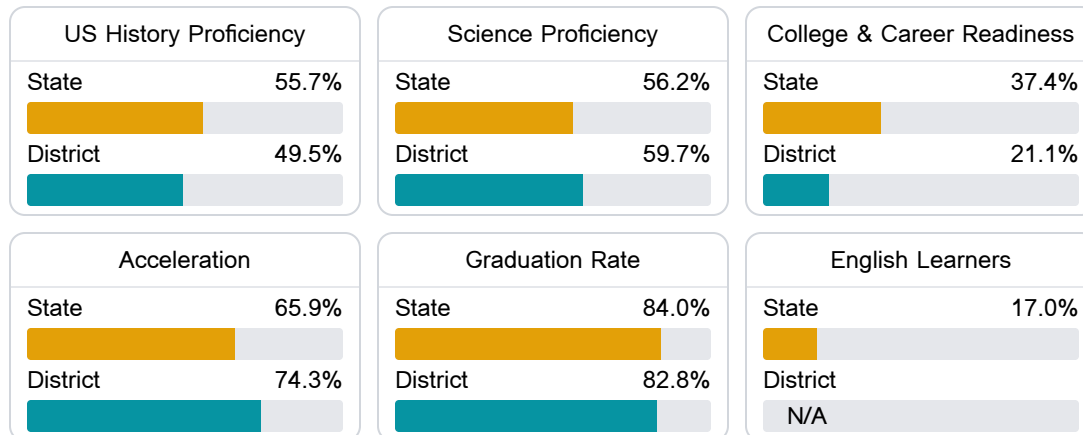 US History Proficiency
State 55.7%
District 49.5%
Science Proficiency
State 56.2%
District 59.7%
College & Career Readiness
State 37.4%
District 21.1%
Acceleration
State 65.9%
District 74.3%
Graduation Rate
State 84.0%
District 82.8%
English Learners
State 17.0%
District
N/A